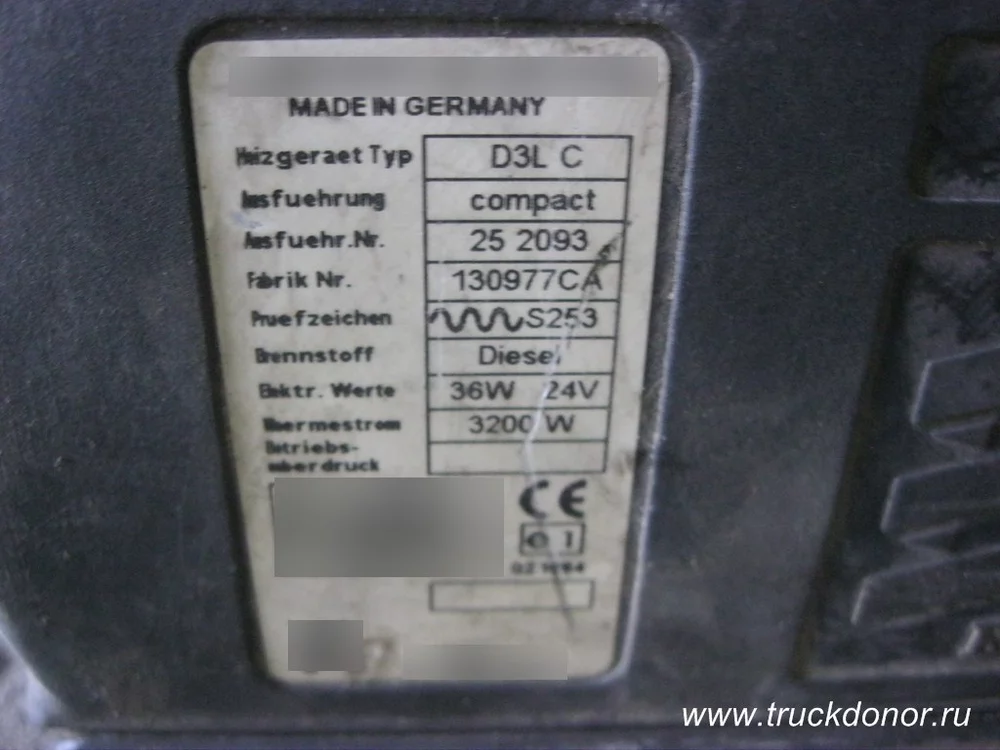 MADE IN GERMANY
Heizgeraet Typ D3L C
Ausfuehrung compact
Ausfuehr.Nr. 25 2093
Fabrik Nr. 130977CA
Pruefzeichen S253
Brennstoff Diesel
Elektr. Werte 36W 24V
Waermestrom 3200 W
Betriebs-
ueberdruck
CE
e 1
www.truckdonor.ru